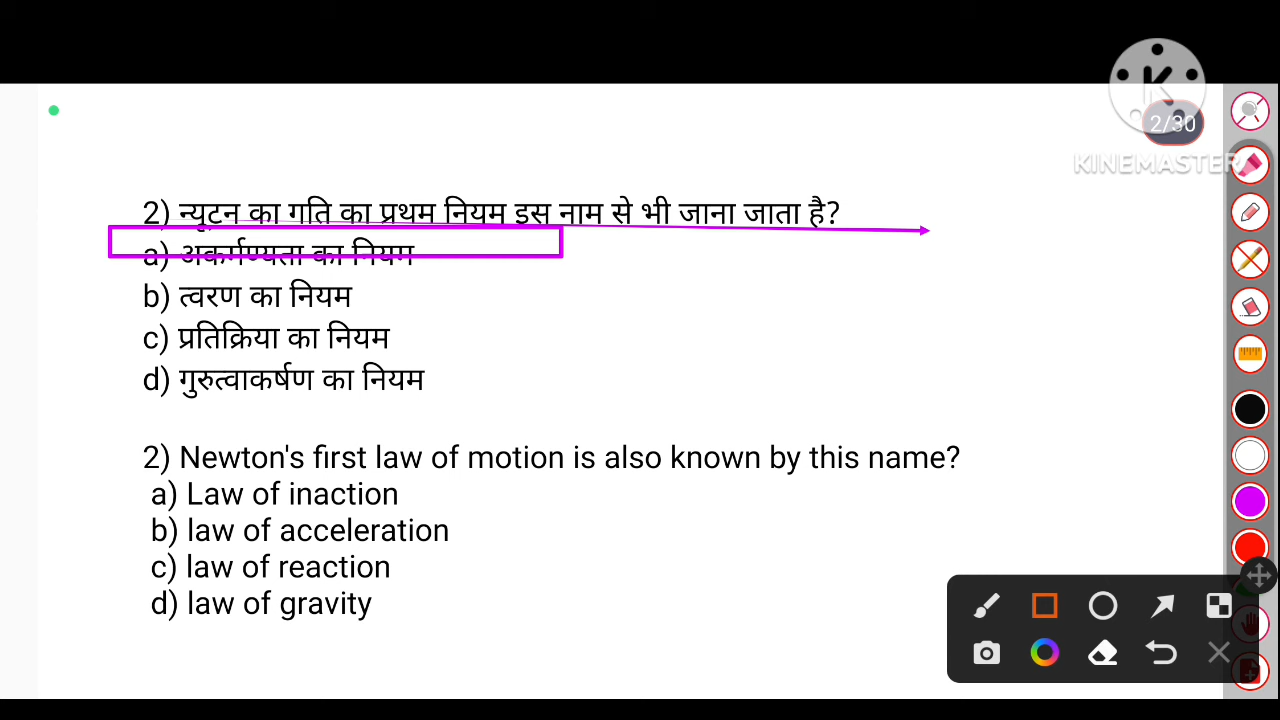 2/30
KINEMASTER
2) न्यूटन का गति का प्रथम नियम इस नाम से भी जाना जाता है?
a) अकर्मण्यता का नियम
b) त्वरण का नियम
c) प्रतिक्रिया का नियम
d) गुरुत्वाकर्षण का नियम
2) Newton's first law of motion is also known by this name?
a) Law of inaction
b) law of acceleration
c) law of reaction
d) law of gravity